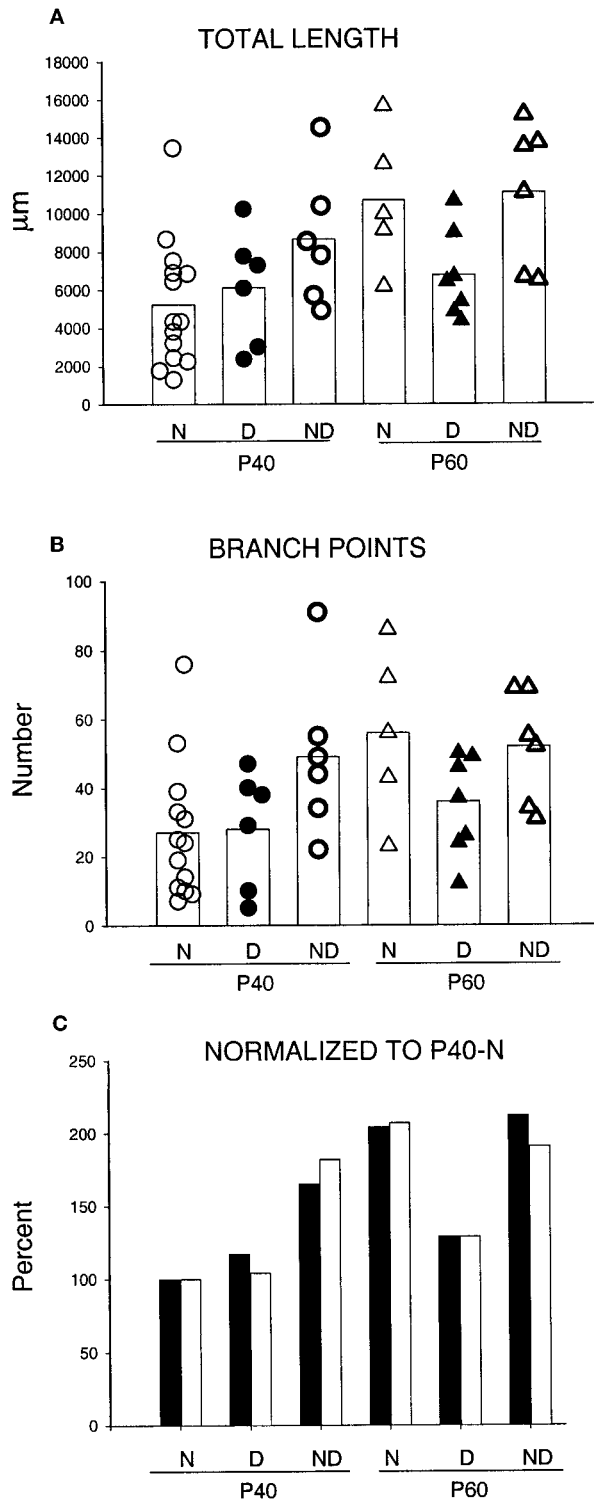 A
TOTAL LENGTH
18000
16000
14000
12000
10000
8000
6000
4000
2000
0
µm
N D ND N D ND
P40 P60
B
BRANCH POINTS
100
80
60
40
20
0
Number
N D ND N D ND
P40 P60
C
NORMALIZED TO P40-N
250
200
150
100
50
0
Percent
N D ND N D ND
P40 P60